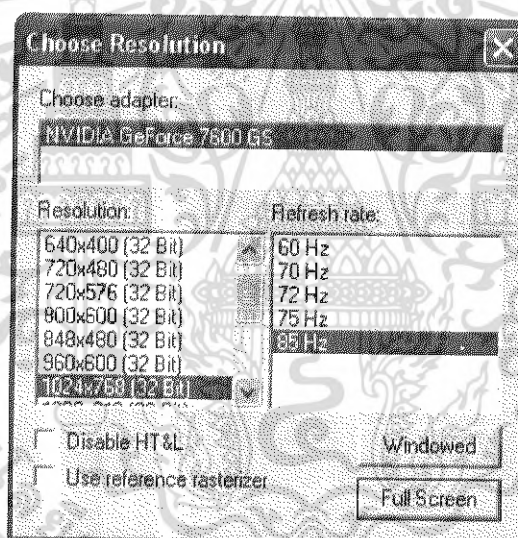 Choose Resolution
Choose adapter:
NVIDIA GeForce 7600 GS
Resolution:
640x400 (32 Bit)
720x480 (32 Bit)
720x576 (32 Bit)
800x600 (32 Bit)
848x480 (32 Bit)
960x600 (32 Bit)
1024x768 (32 Bit)
Refresh rate:
60 Hz
70 Hz
72 Hz
75 Hz
85 Hz
Disable HT&L
Use reference rasterizer
Windowed
Full Screen